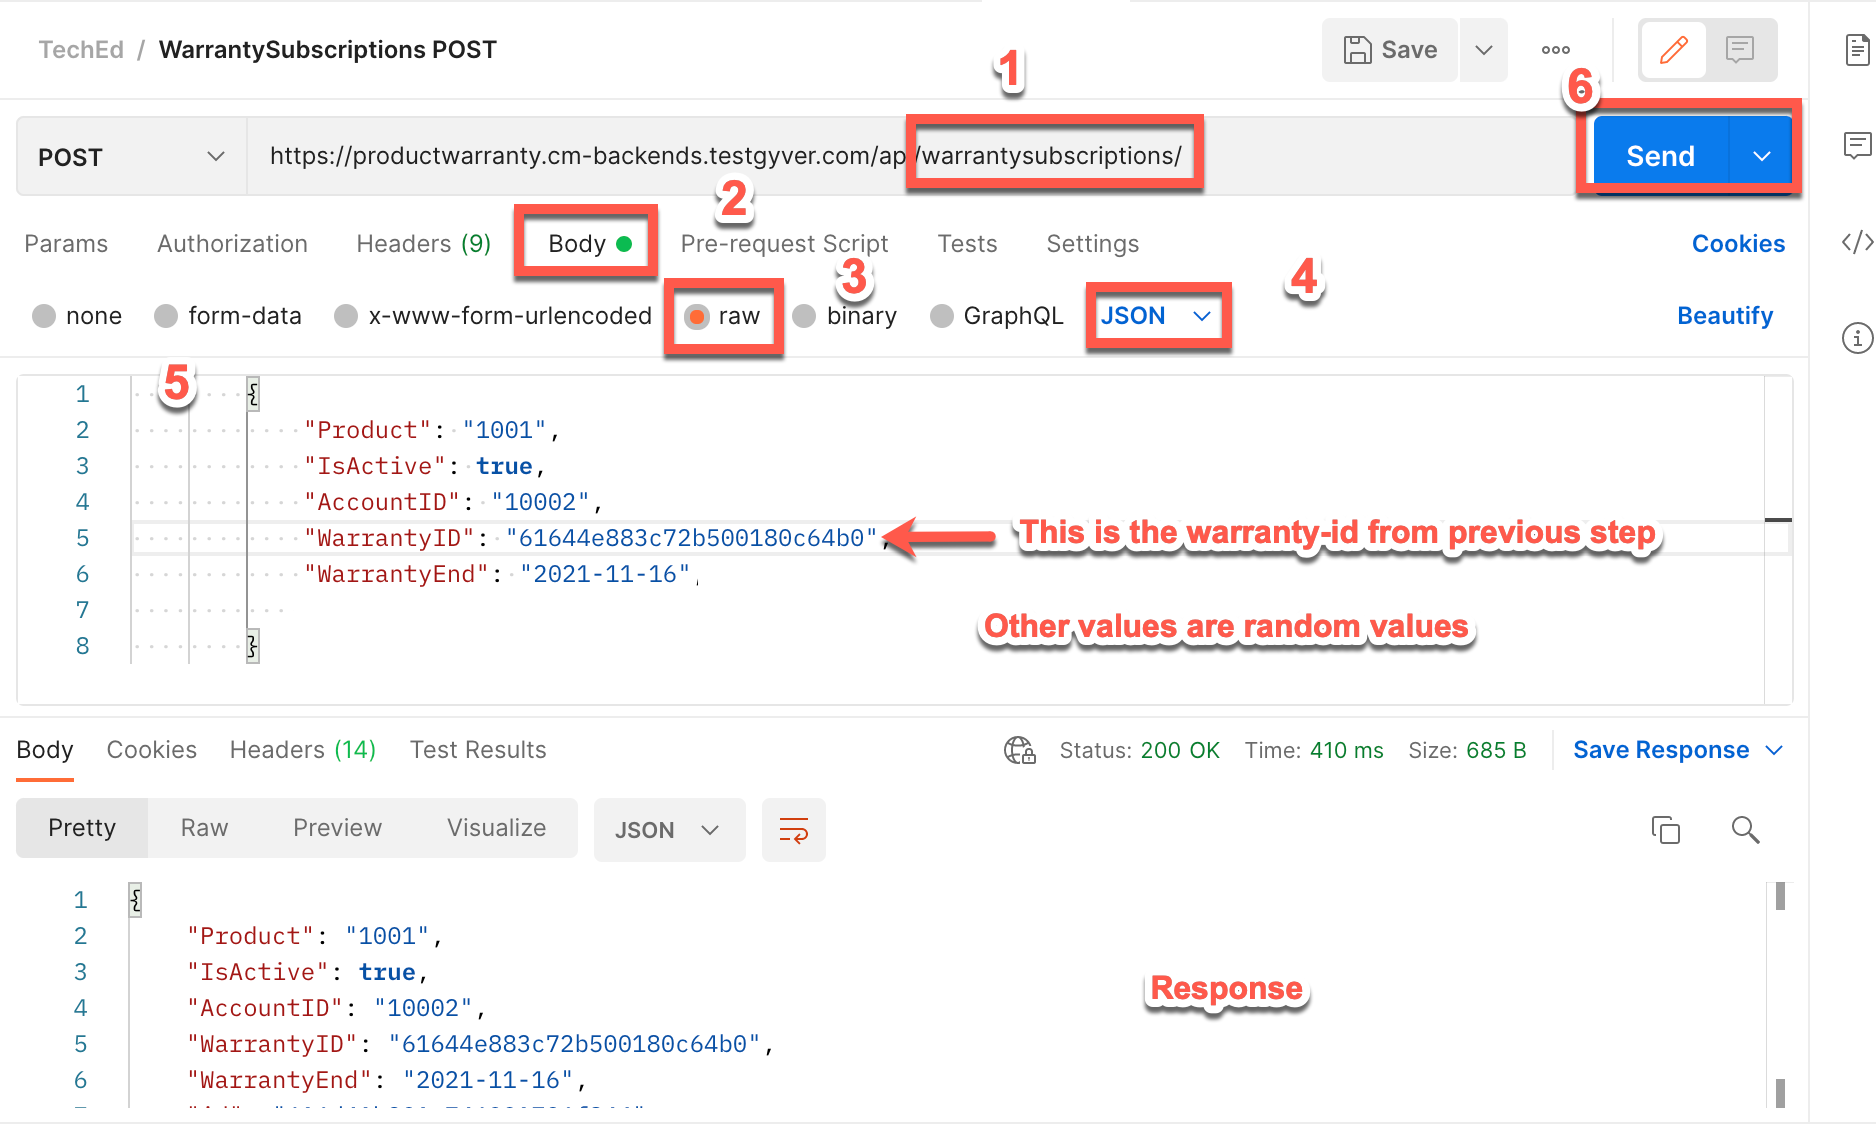 TechEd / WarrantySubscriptions POST
Save
1
6
POST
https://productwarranty.cm-backends.testgyver.com/api/warrantysubscriptions/
Send
2
Params Authorization Headers (9) Body Pre-request Script Tests Settings Cookies
3
4
none form-data x-www-form-urlencoded raw binary GraphQL JSON Beautify
5
1 {
2 "Product": "1001",
3 "IsActive": true,
4 "AccountID": "10002",
5 "WarrantyID": "61644e883c72b500180c64b0", This is the warranty-id from previous step
6 "WarrantyEnd": "2021-11-16",
7
Other values are random values
8 }
Body Cookies Headers (14) Test Results Status: 200 OK Time: 410 ms Size: 685 B Save Response
Pretty Raw Preview Visualize JSON
1 {
2 "Product": "1001",
3 "IsActive": true,
Response
4 "AccountID": "10002",
5 "WarrantyID": "61644e883c72b500180c64b0",
6 "WarrantyEnd": "2021-11-16",